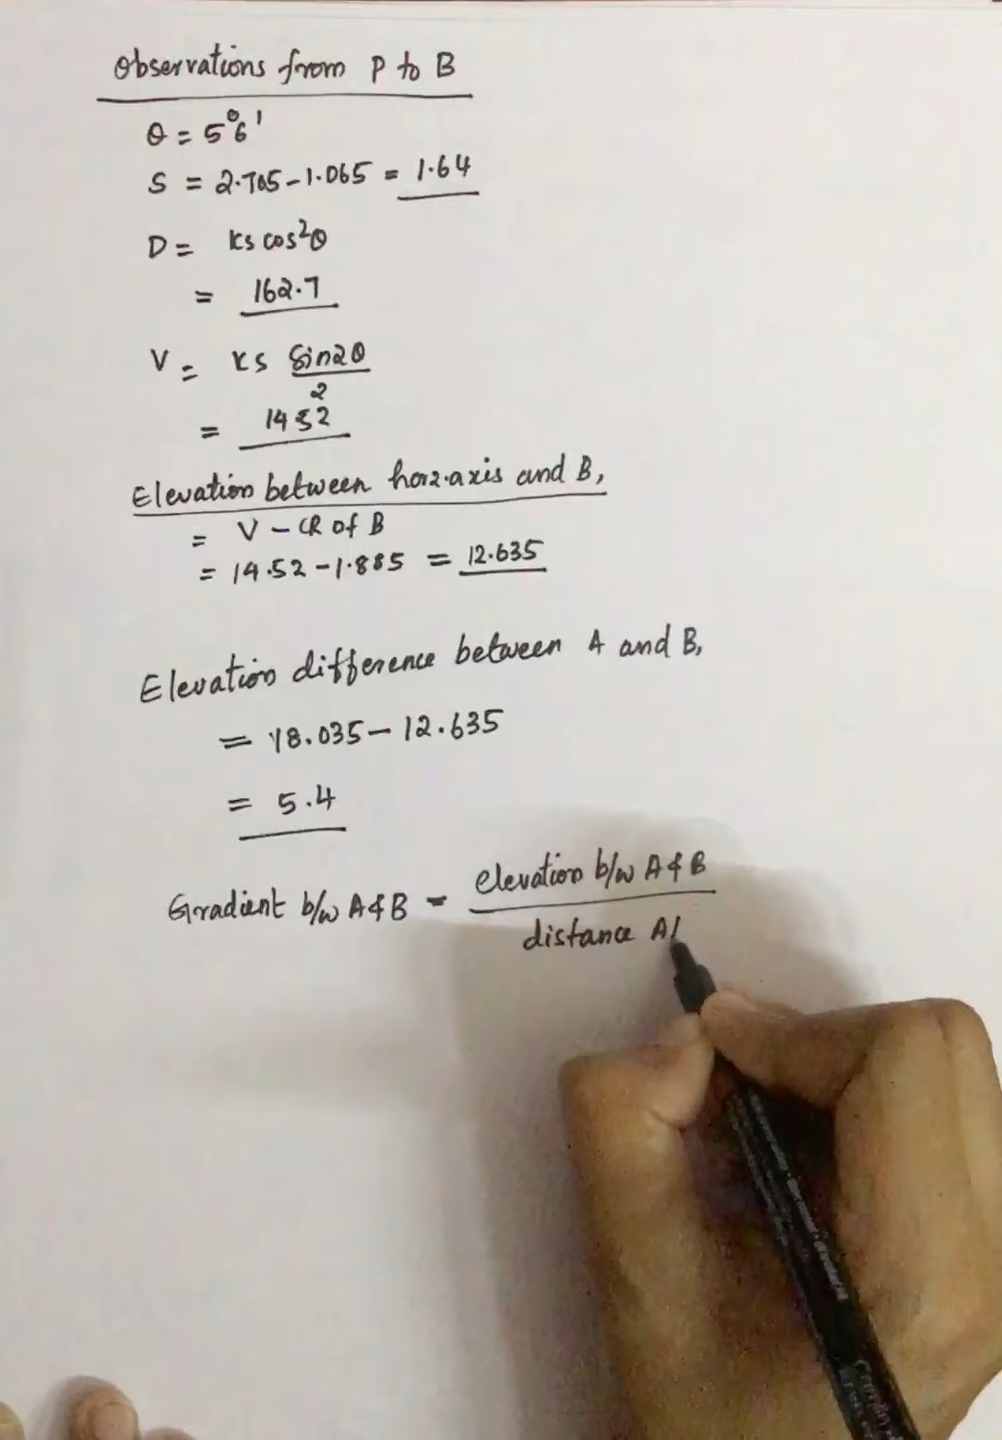 Observations from P to B
θ = 5°6'
S = 2.705-1.065 = 1.64
D = Ks cos²θ
= 162.7
V = Ks sin2θ/2
= 14.52
Elevation between horz.axis and B,
= V - CR of B
= 14.52 - 1.885 = 12.635
Elevation difference between A and B,
= 18.035 - 12.635
= 5.4
Gradient b/w A & B = elevation b/w A & B
distance A